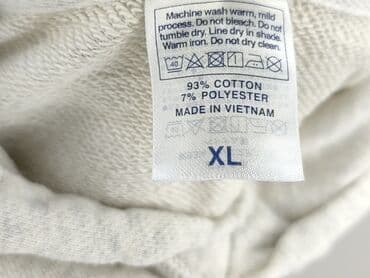 Machine wash warm, mild
process. Do not bleach. Do not
tumble dry. Line dry in shade.
Warm iron. Do not dry clean.
40
93% COTTON
7% POLYESTER
MADE IN VIETNAM
XL